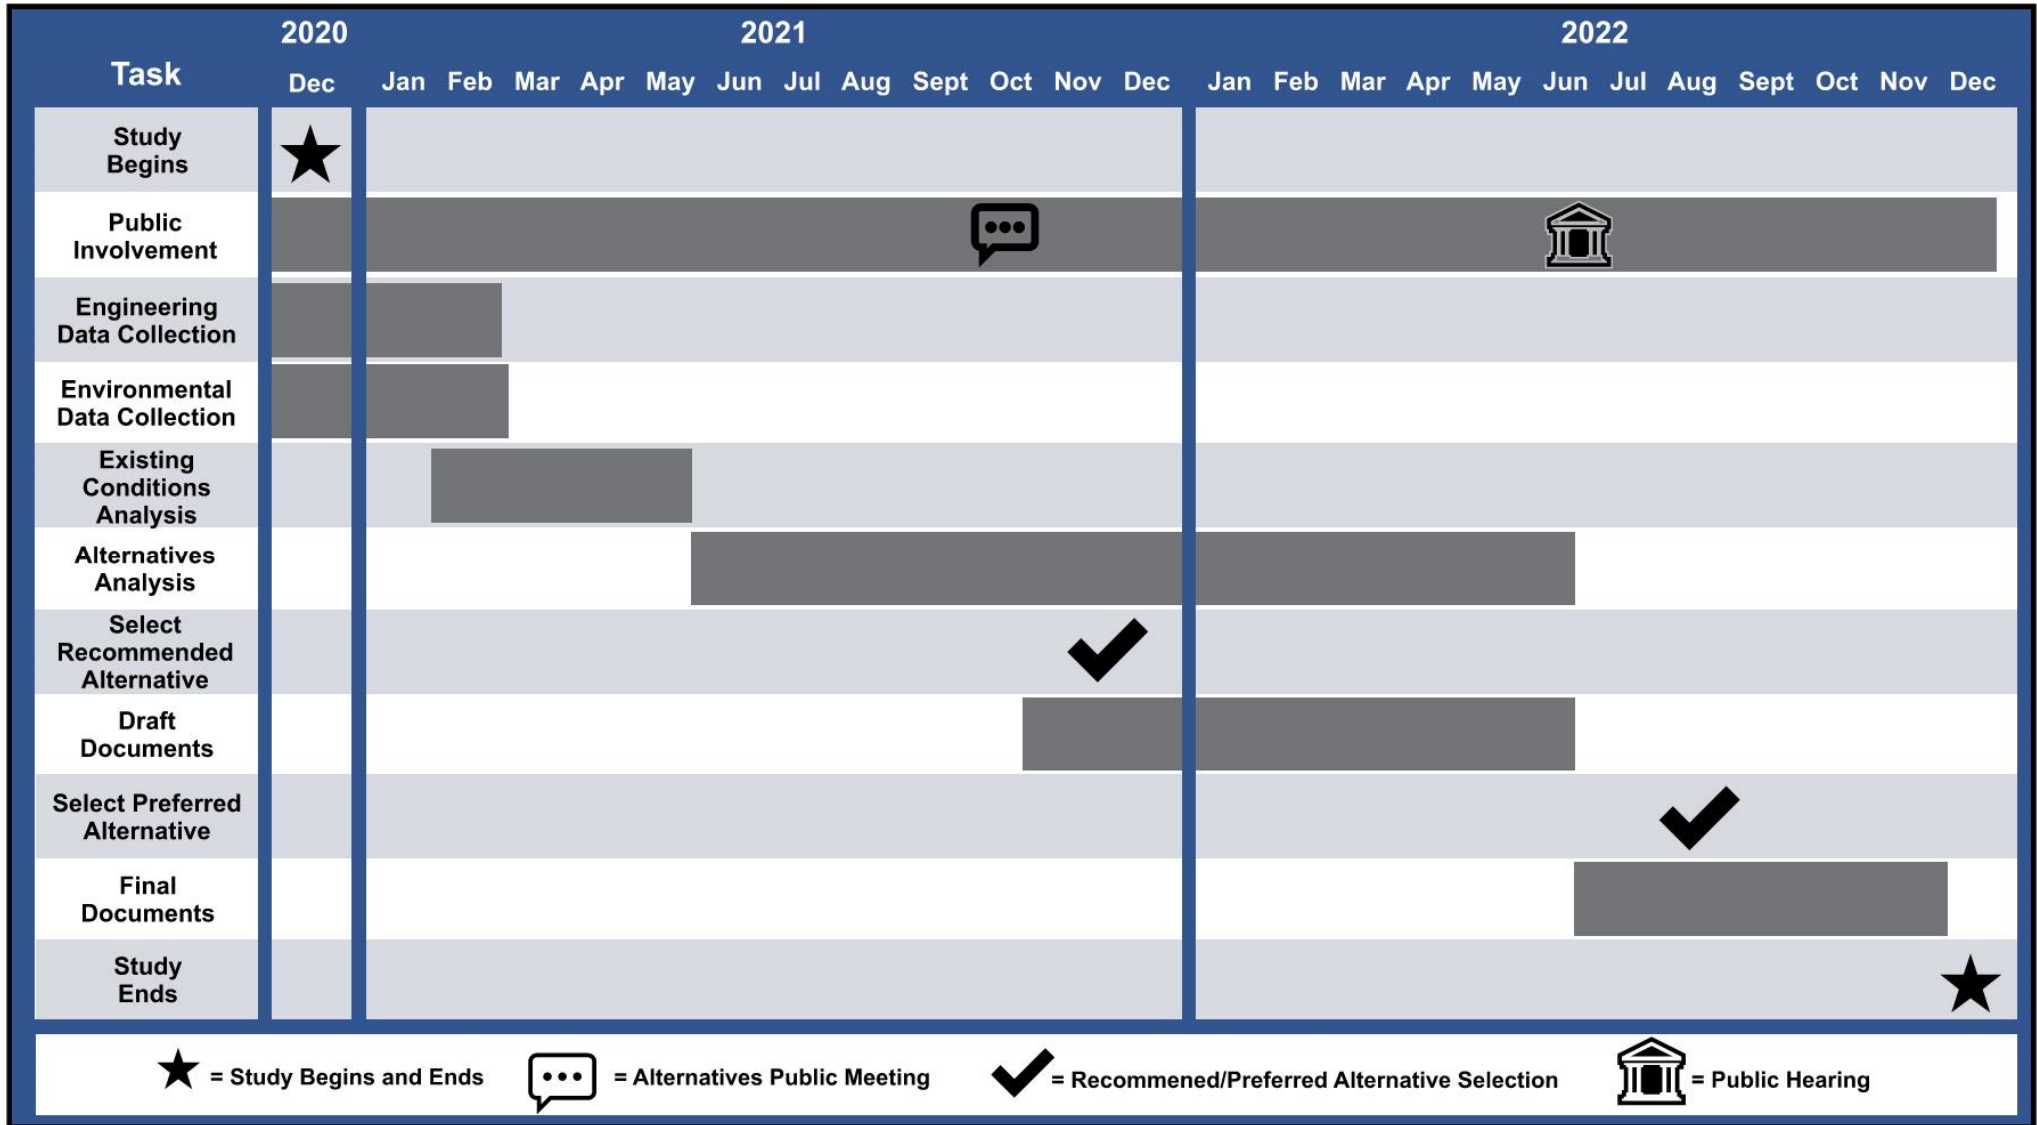 2020 2021 2022
Task
Dec Jan Feb Mar Apr May Jun Jul Aug Sept Oct Nov Dec Jan Feb Mar Apr May Jun Jul Aug Sept Oct Nov Dec
Study
Begins
Public
Involvement
Engineering
Data Collection
Environmental
Data Collection
Existing
Conditions
Analysis
Alternatives
Analysis
Select
Recommended
Alternative
Draft
Documents
Select Preferred
Alternative
Final
Documents
Study
Ends
= Study Begins and Ends
= Alternatives Public Meeting
= Recommened/Preferred Alternative Selection
= Public Hearing